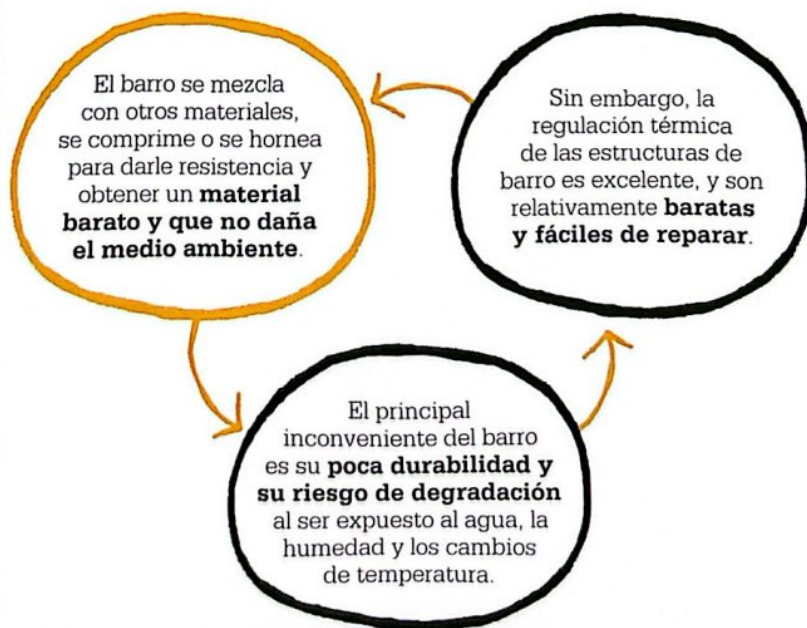 El barro se mezcla
con otros materiales,
se comprime o se hornea
para darle resistencia y
obtener un material
barato y que no daña
el medio ambiente.
El principal
inconveniente del barro
es su poca durabilidad y
su riesgo de degradación
al ser expuesto al agua, la
humedad y los cambios
de temperatura.
Sin embargo, la
regulación térmica
de las estructuras de
barro es excelente, y son
relativamente baratas
y fáciles de reparar.